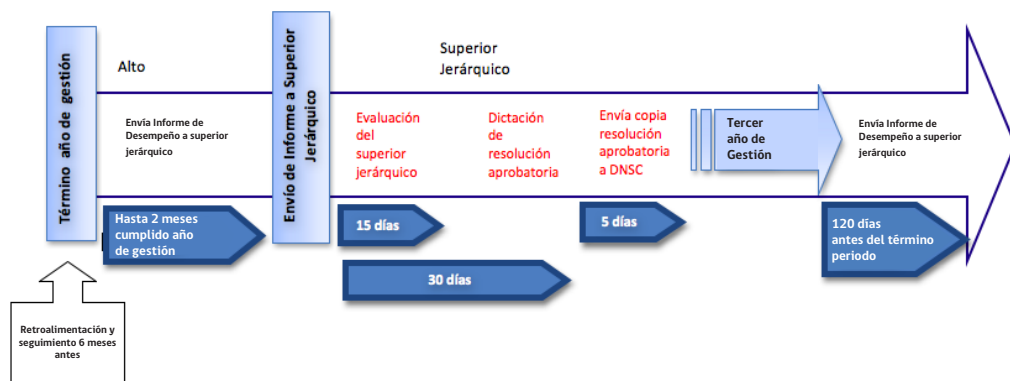 Término año de gestión
Alto
Envía Informe de
Desempeño a superior
jerárquico
Hasta 2 meses
cumplido año
de gestión
Retroalimentación y
seguimiento 6 meses
antes
Envío de Informe a Superior
Jerárquico
Superior
Jerárquico
Evaluación
del
superior
jerárquico
Dictación
de
resolución
aprobatoria
Envía copia
resolución
aprobatoria
a DNSC
15 días
30 días
5 días
Tercer
año de
Gestión
Envía Informe de
Desempeño a superior
jerárquico
120 días
antes del término
periodo